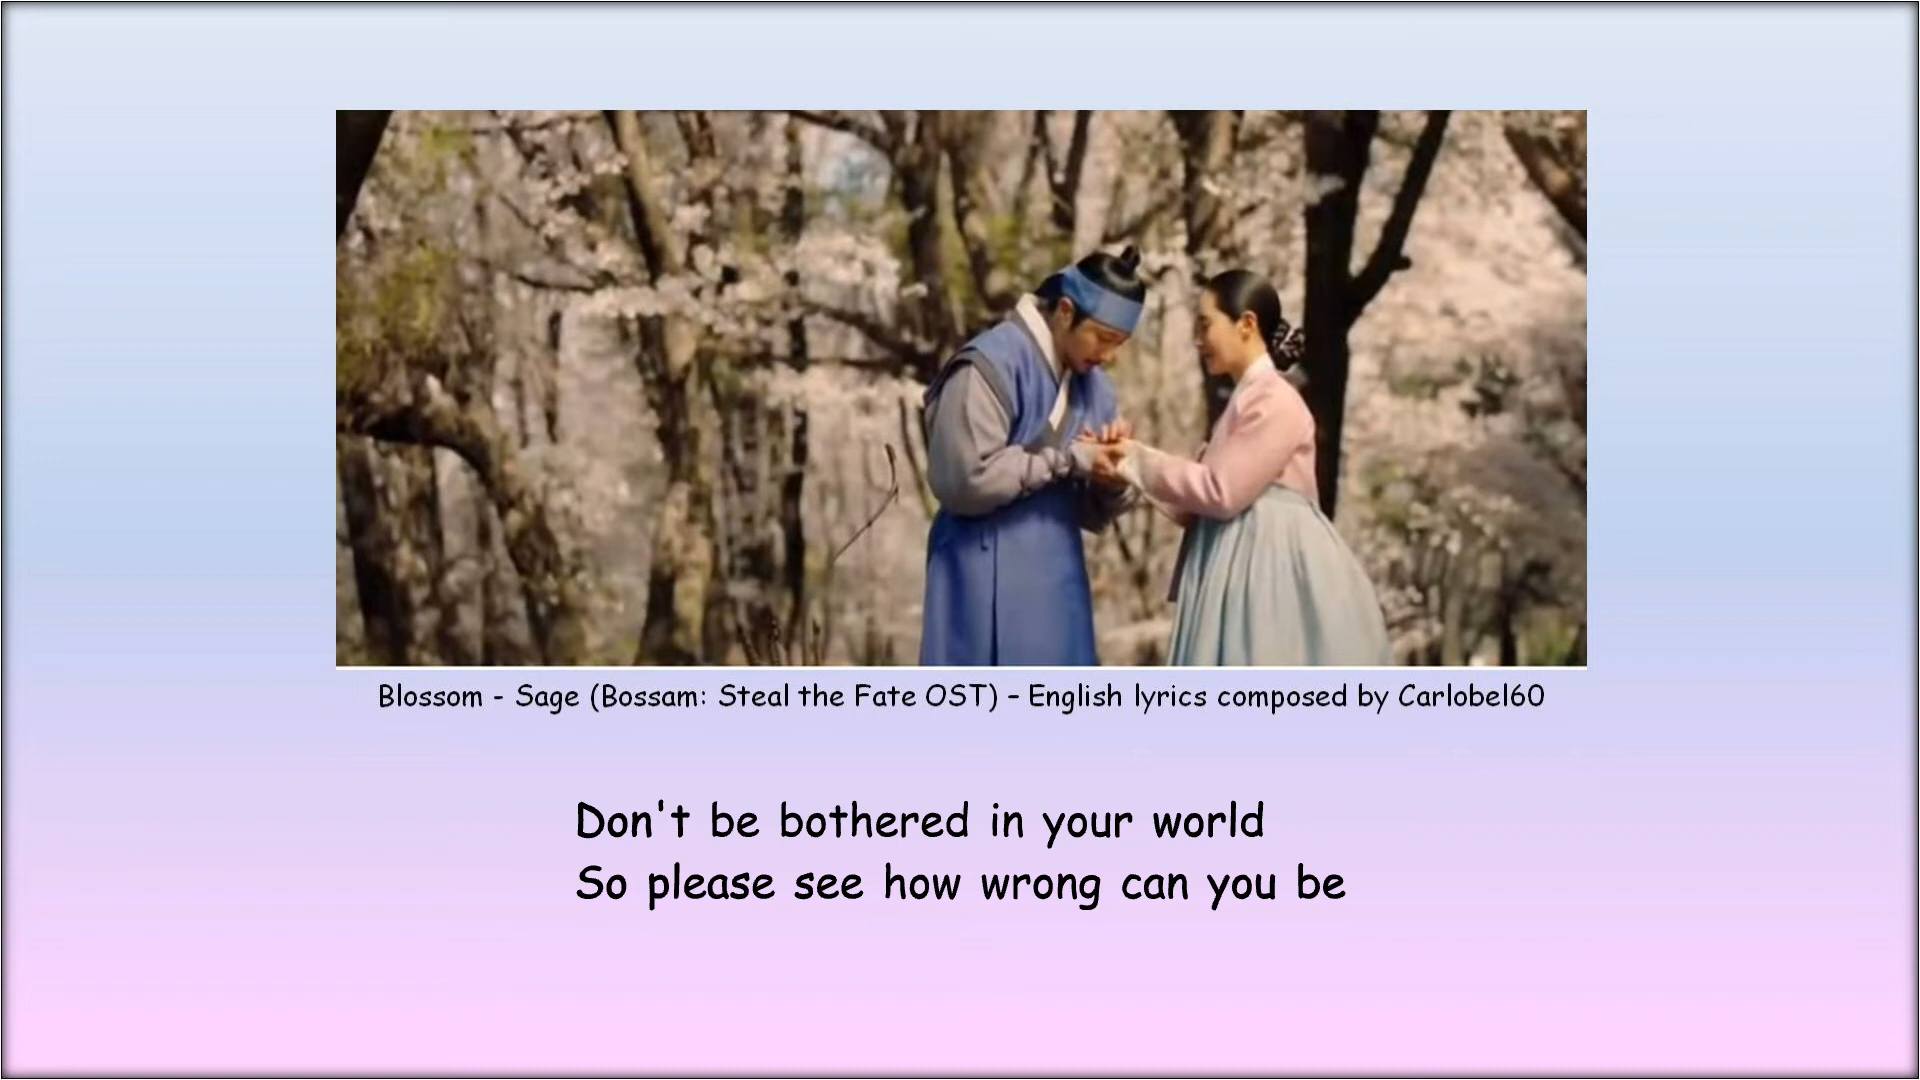 Blossom - Sage (Bossam: Steal the Fate OST) – English lyrics composed by Carlobel60
Don't be bothered in your world
So please see how wrong can you be